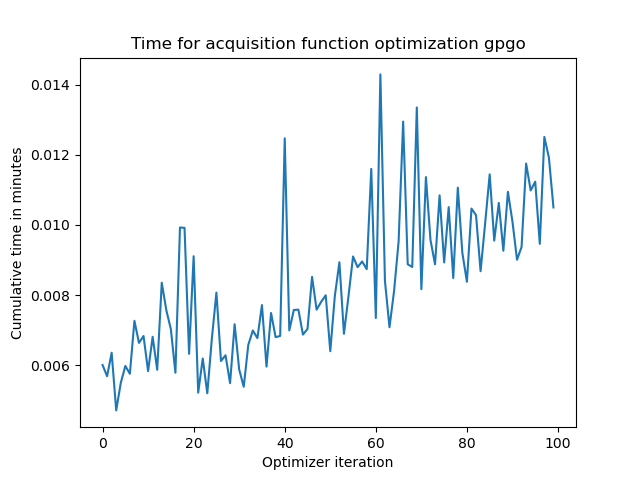 Time for acquisition function optimization gpgo
0.014
0.012
0.010
0.008
0.006
Cumulative time in minutes
0 20 40 60 80 100
Optimizer iteration